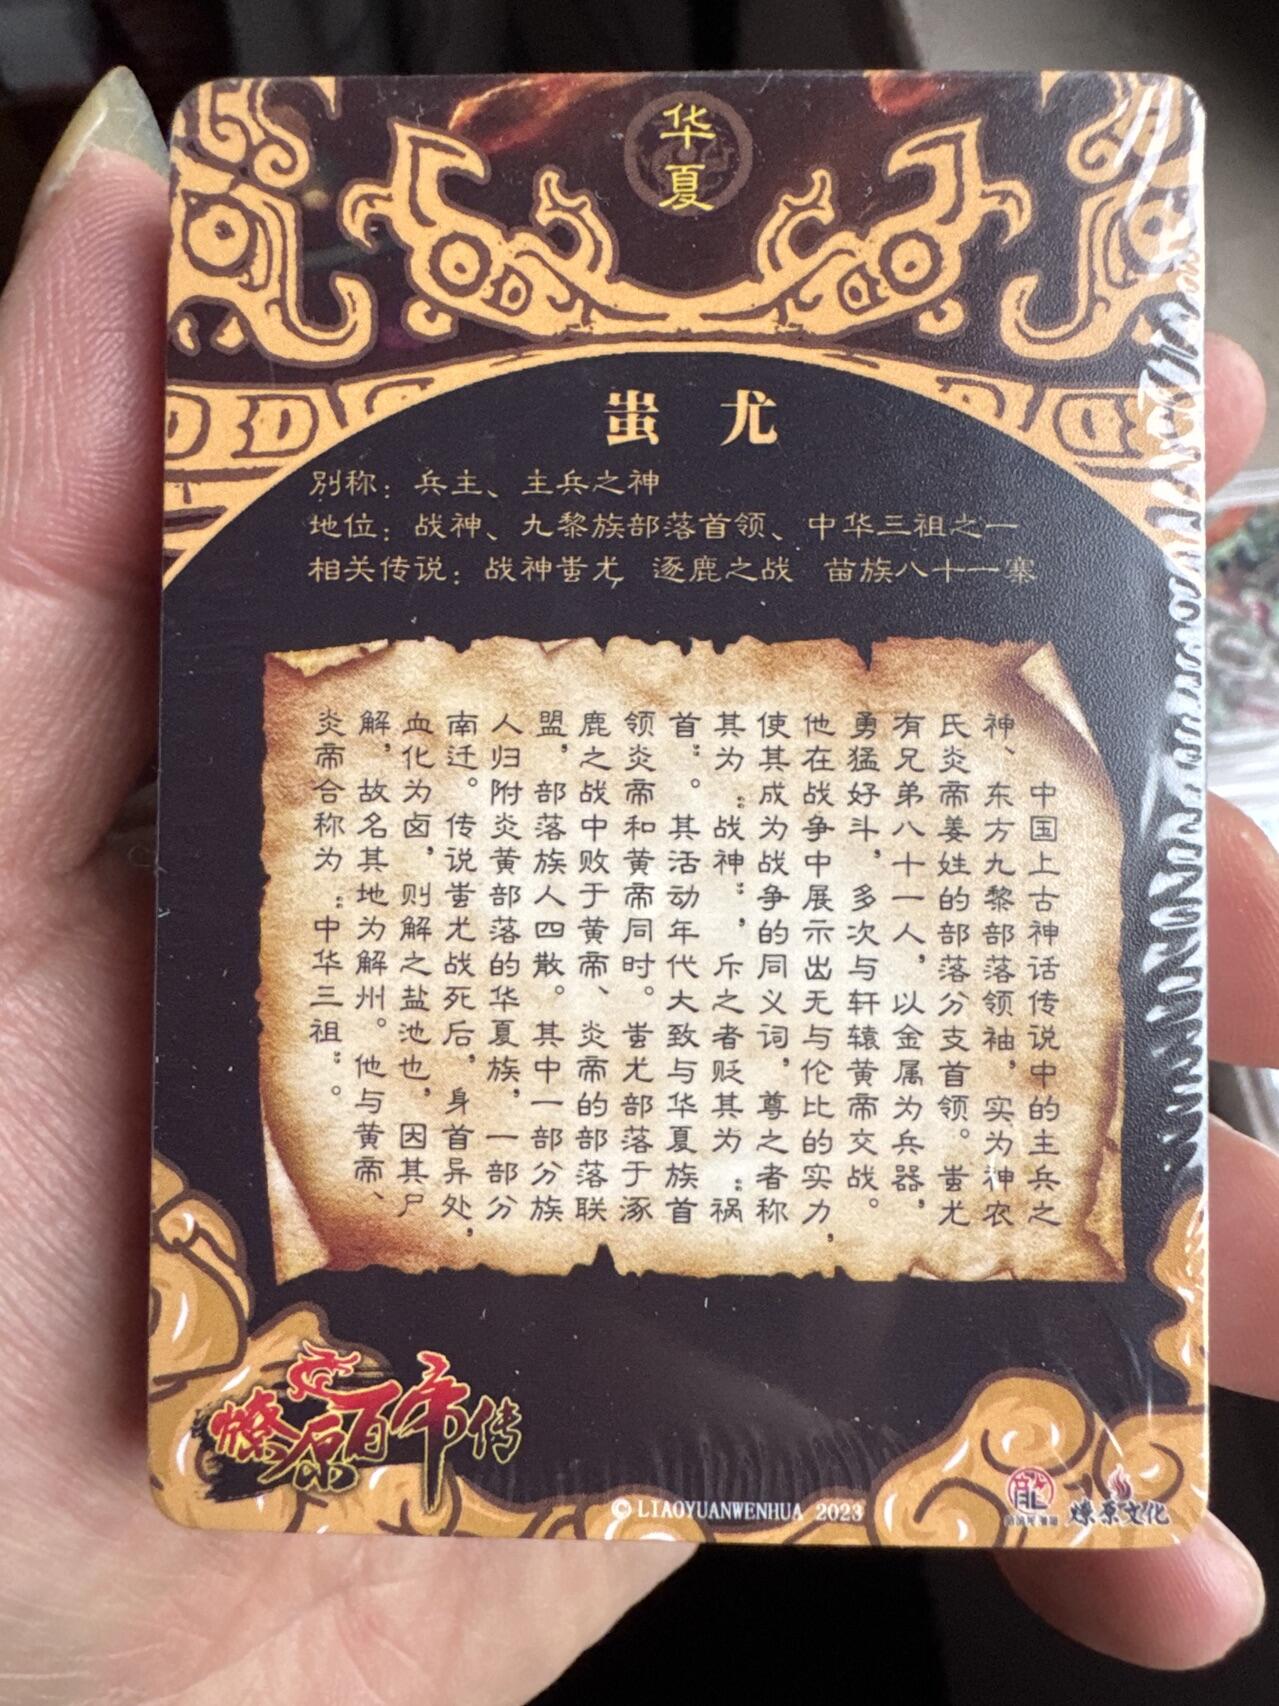 华
夏
蚩尤
别称：兵主、主兵之神
地位：战神、九黎族部落首领、中华三祖之一
相关传说：战神蚩尤 逐鹿之战 苗族八十一寨
中国上古神话传说中的主兵之
神、东方九黎部落领袖，实为神农
氏炎帝姜姓的部落分支首领。蚩尤
有兄弟八十一人，以金属为兵器，
勇猛好斗，多次与轩辕黄帝交战。
他在战争中展示出无与伦比的实力，
使其成为战争的同义词，尊之者称
其为“战神”，斥之者贬其为“祸
首”。其活动年代大致与华夏族首
领炎帝和黄帝同时。蚩尤部落于涿
鹿之战中败于黄帝、炎帝的部落联
盟，部落族人四散。其中一部分族
人归附炎黄部落的华夏族，一部分
南迁。传说蚩尤战死后，身首异处，
血化为卤，则解之盐池也，因其尸
解，故名其地为解州。他与黄帝、
炎帝合称为“中华三祖”。
燎原百帝传
© LIAOYUANWENHUA 2023
龍
燎原文化